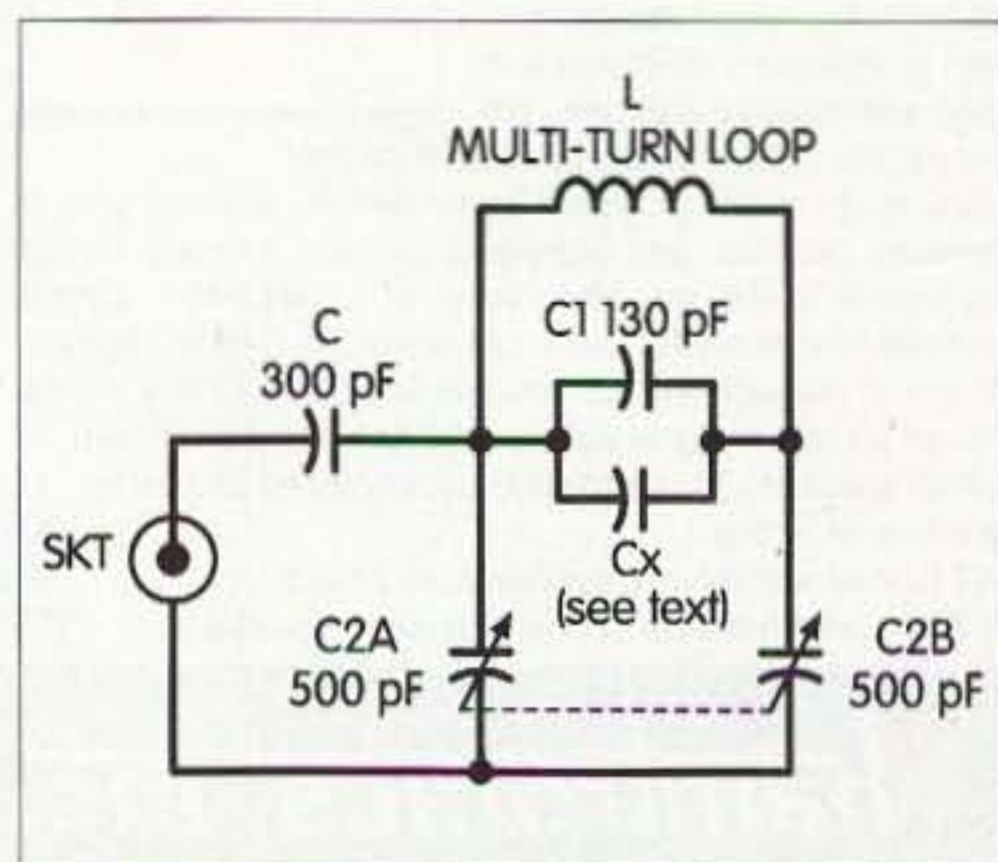 L
MULTI-TURN LOOP
C
300 pF
C1 130 pF
SKT
Cx
(see text)
C2A
500 pF
C2B
500 pF